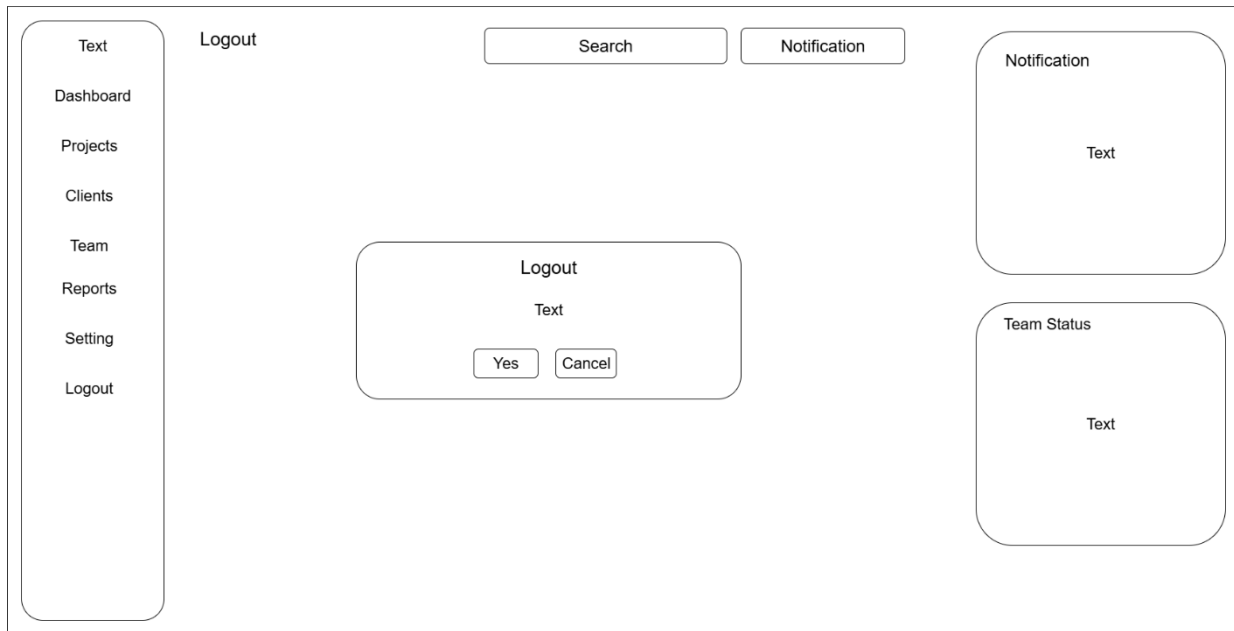 Text
Dashboard
Projects
Clients
Team
Reports
Setting
Logout
Logout
Search
Notification
Logout
Text
Yes
Cancel
Notification
Text
Team Status
Text